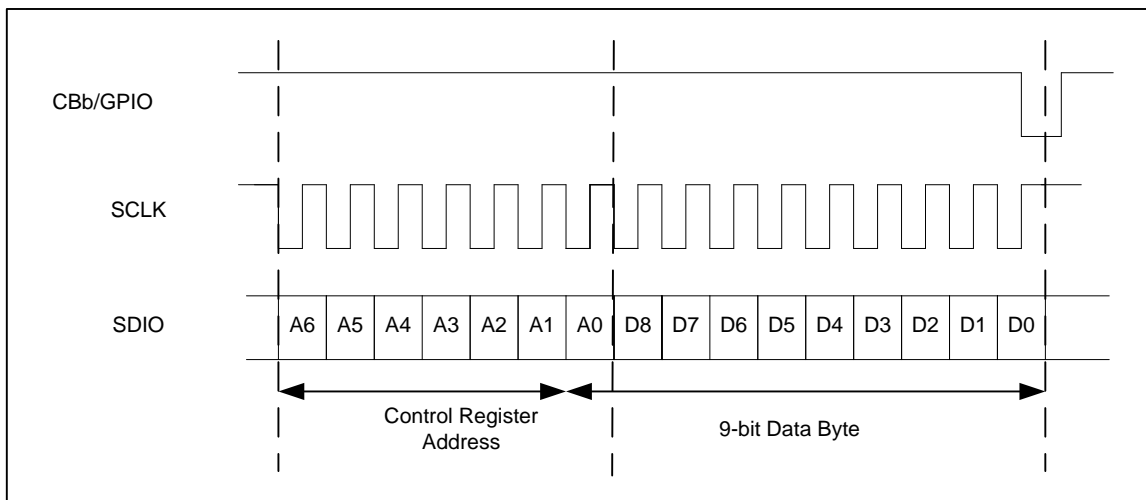 CBb/GPIO
SCLK
SDIO
A6 A5 A4 A3 A2 A1 A0 D8 D7 D6 D5 D4 D3 D2 D1 D0
Control Register
Address
9-bit Data Byte